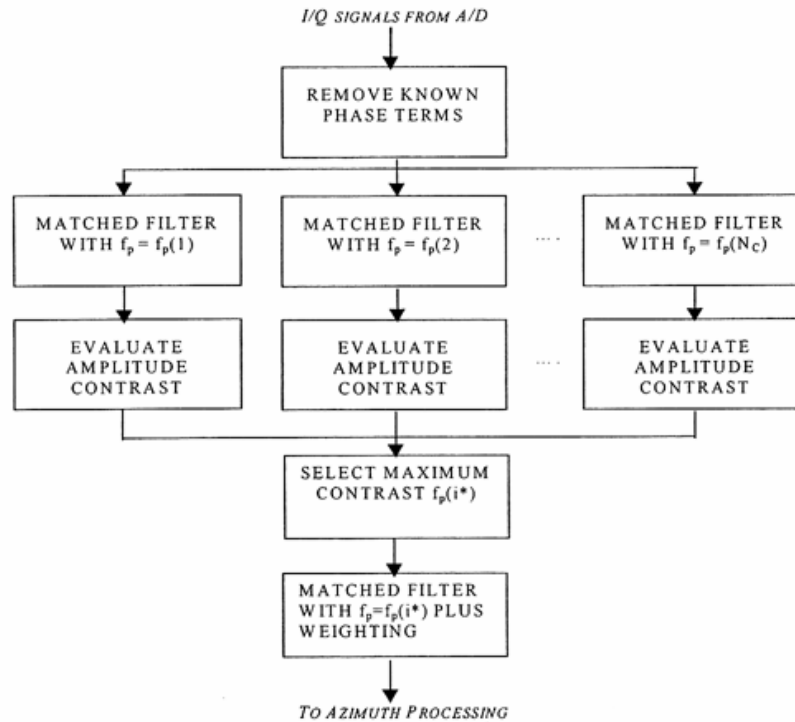 I/Q SIGNALS FROM A/D
REMOVE KNOWN
PHASE TERMS
MATCHED FILTER
WITH fp = fp(1)
MATCHED FILTER
WITH fp = fp(2)
....
MATCHED FILTER
WITH fp = fp(NC)
EVALUATE
AMPLITUDE
CONTRAST
EVALUATE
AMPLITUDE
CONTRAST
....
EVALUATE
AMPLITUDE
CONTRAST
SELECT MAXIMUM
CONTRAST fp(i*)
MATCHED FILTER
WITH fp=fp(i*) PLUS
WEIGHTING
TO AZIMUTH PROCESSING